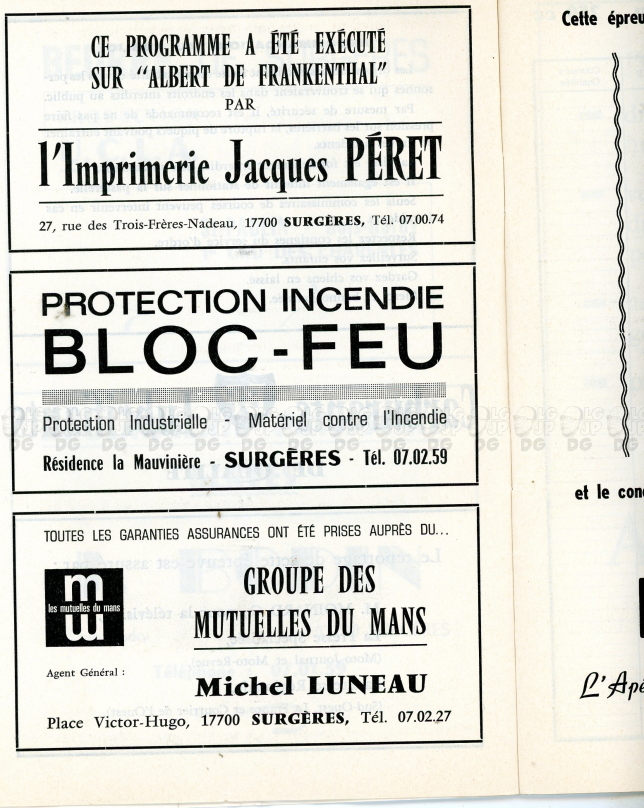 CE PROGRAMME A ÉTÉ EXÉCUTÉ
SUR "ALBERT DE FRANKENTHAL"
PAR
l'Imprimerie Jacques PÉRET
27, rue des Trois-Frères-Nadeau, 17700 SURGÈRES, Tél. 07.00.74
PROTECTION INCENDIE
BLOC-FEU
Protection Industrielle - Matériel contre l'Incendie
Résidence la Mauvinière - SURGÈRES - Tél. 07.02.59
TOUTES LES GARANTIES ASSURANCES ONT ÉTÉ PRISES AUPRÈS DU...
les mutuelles du mans
GROUPE DES
MUTUELLES DU MANS
Agent Général :
Michel LUNEAU
Place Victor-Hugo, 17700 SURGÈRES, Tél. 07.02.27
Cette épreu
et le con
L'Apé